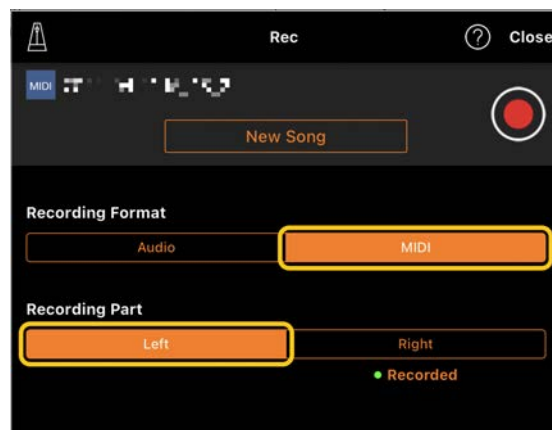 Rec
Close
MIDI
New Song
Recording Format
Audio MIDI
Recording Part
Left Right
Recorded